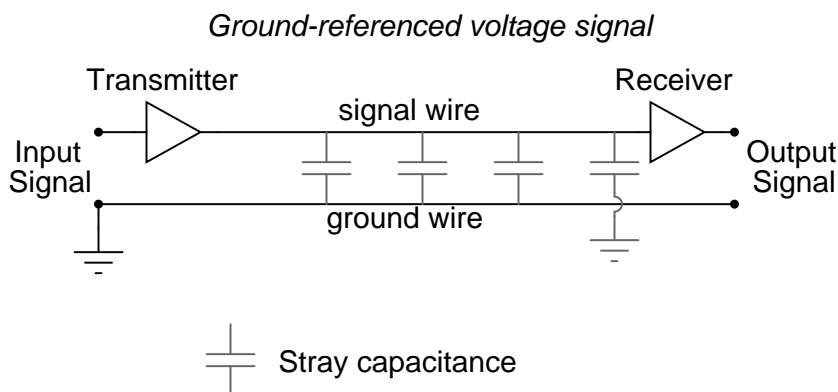 Ground-referenced voltage signal
Transmitter
Receiver
signal wire
Input
Signal
Output
Signal
ground wire
Stray capacitance